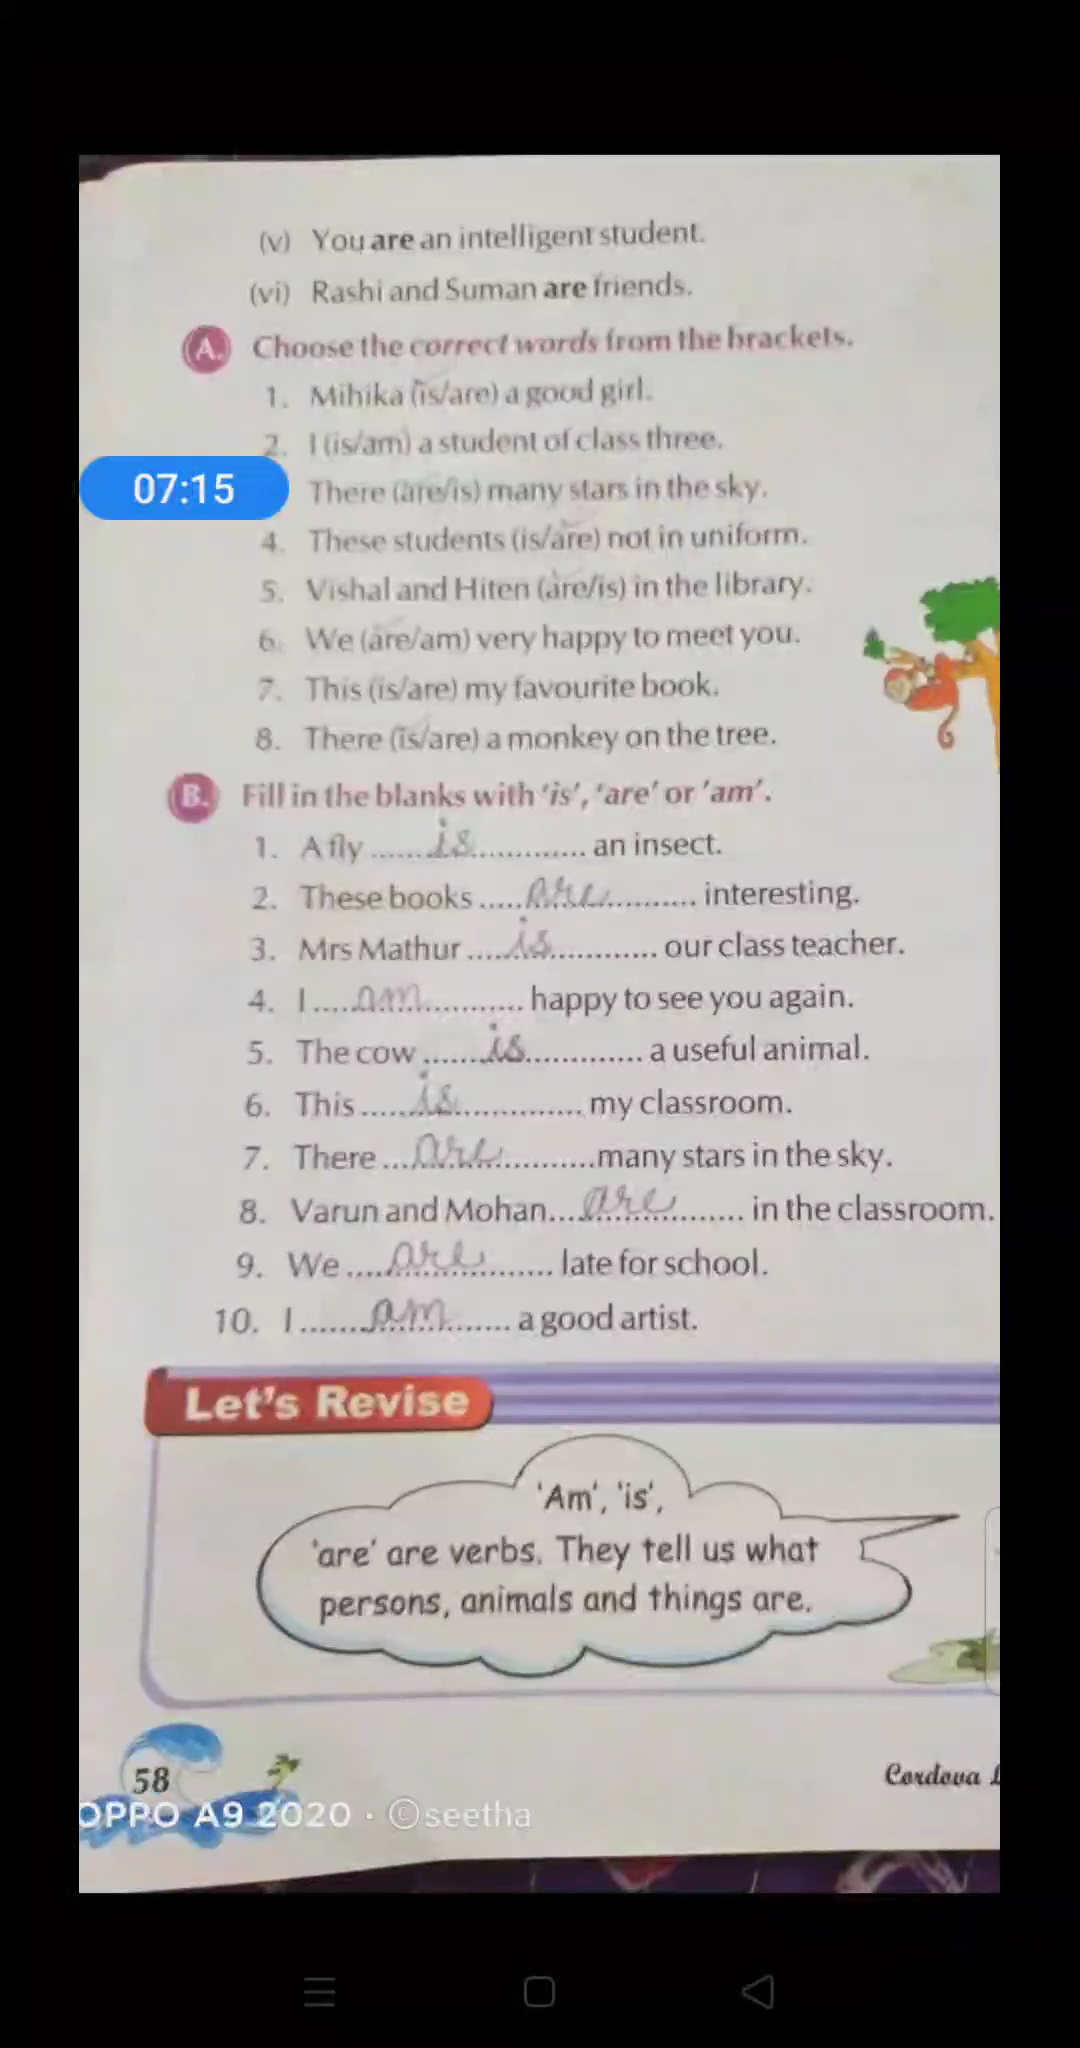 (v) You are an intelligent student.
(vi) Rashi and Suman are friends.
A. Choose the correct words from the brackets.
1. Mihika (is/are) a good girl.
2. I (is/am) a student of class three.
07:15 There (are/is) many stars in the sky.
4. These students (is/are) not in uniform.
5. Vishal and Hiten (are/is) in the library.
6. We (are/am) very happy to meet you.
7. This (is/are) my favourite book.
8. There (is/are) a monkey on the tree.
B. Fill in the blanks with 'is', 'are' or 'am'.
1. A fly ......is............. an insect.
2. These books .....are........... interesting.
3. Mrs Mathur .....is............. our class teacher.
4. I ....am............ happy to see you again.
5. The cow .......is.............. a useful animal.
6. This ......is.............. my classroom.
7. There ....are............many stars in the sky.
8. Varun and Mohan....are.......... in the classroom.
9. We ....are.......... late for school.
10. I .......am.......... a good artist.
Let's Revise
'Am', 'is',
'are' are verbs. They tell us what
persons, animals and things are.
58
Cordova
OPPO A9 2020 · ©seetha